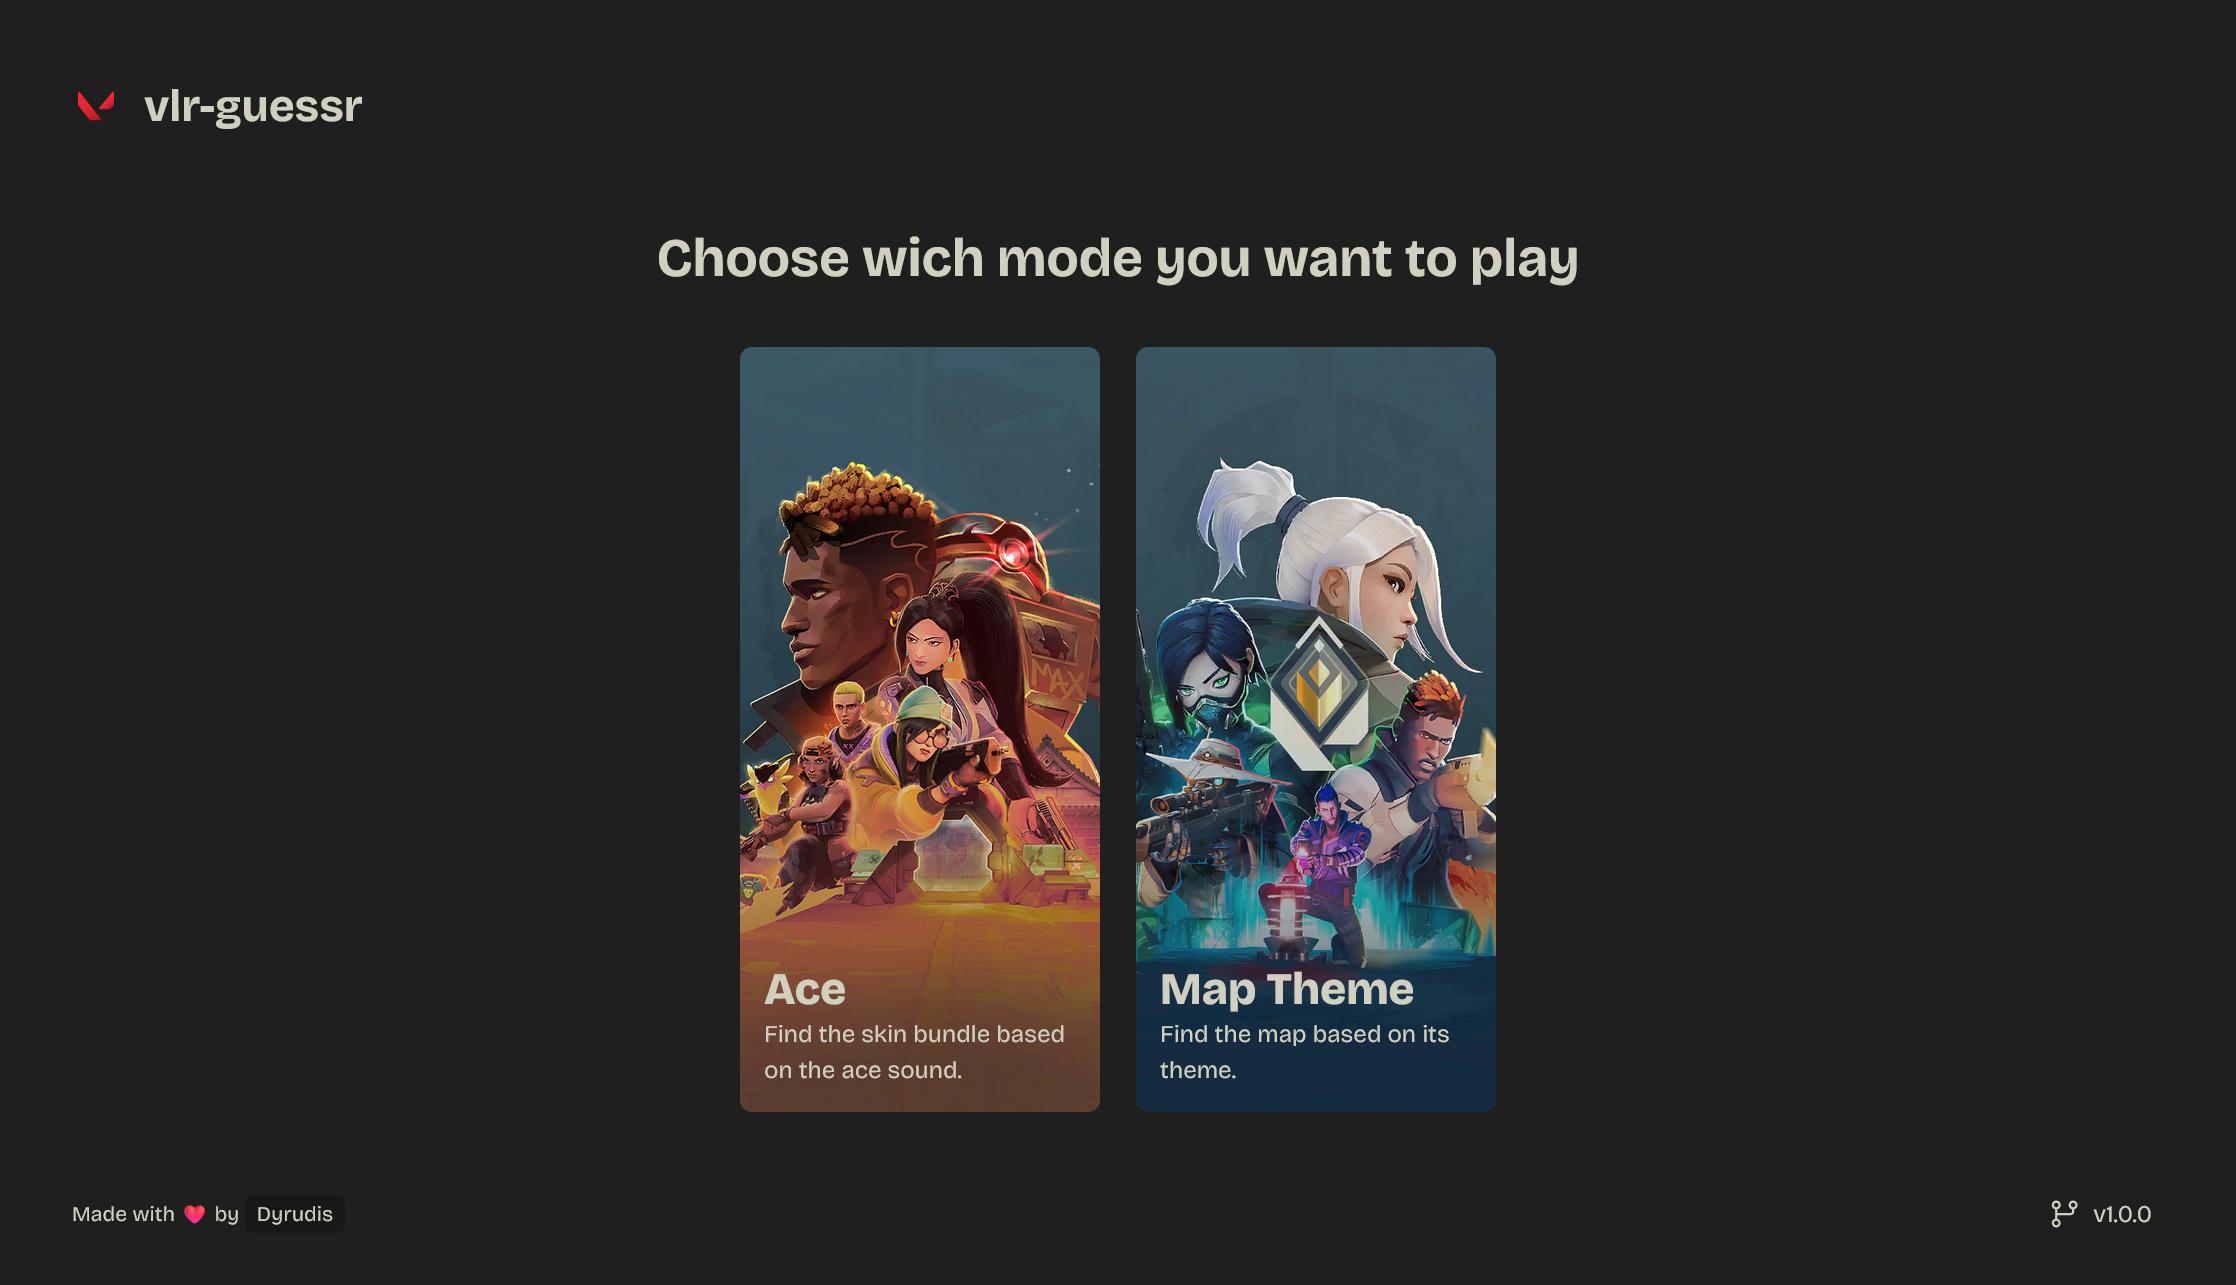 vlr-guessr
Choose wich mode you want to play
MAX
Ace
Find the skin bundle based
on the ace sound.
Map Theme
Find the map based on its
theme.
Made with ❤️ by Dyrudis
v1.0.0